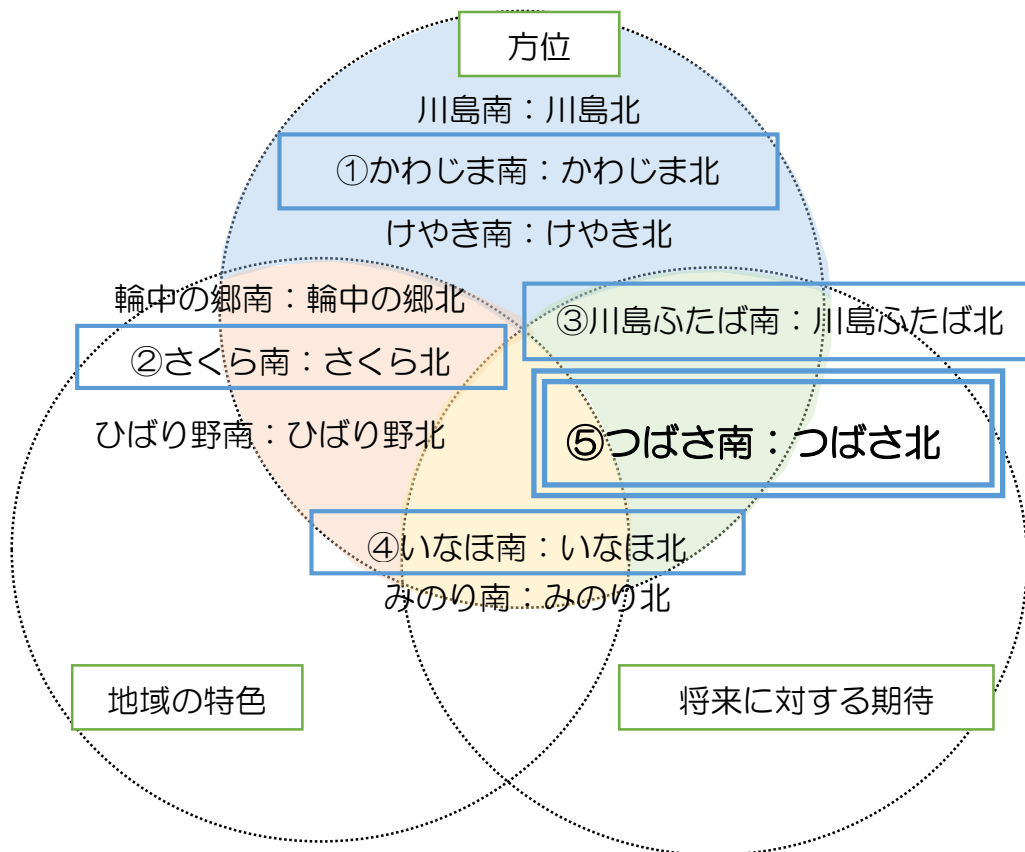 方位
川島南：川島北
①かわじま南：かわじま北
けやき南：けやき北
輪中の郷南：輪中の郷北
③川島ふたば南：川島ふたば北
②さくら南：さくら北
ひばり野南：ひばり野北
⑤つばさ南：つばさ北
④いなほ南：いなほ北
みのり南：みのり北
地域の特色
将来に対する期待